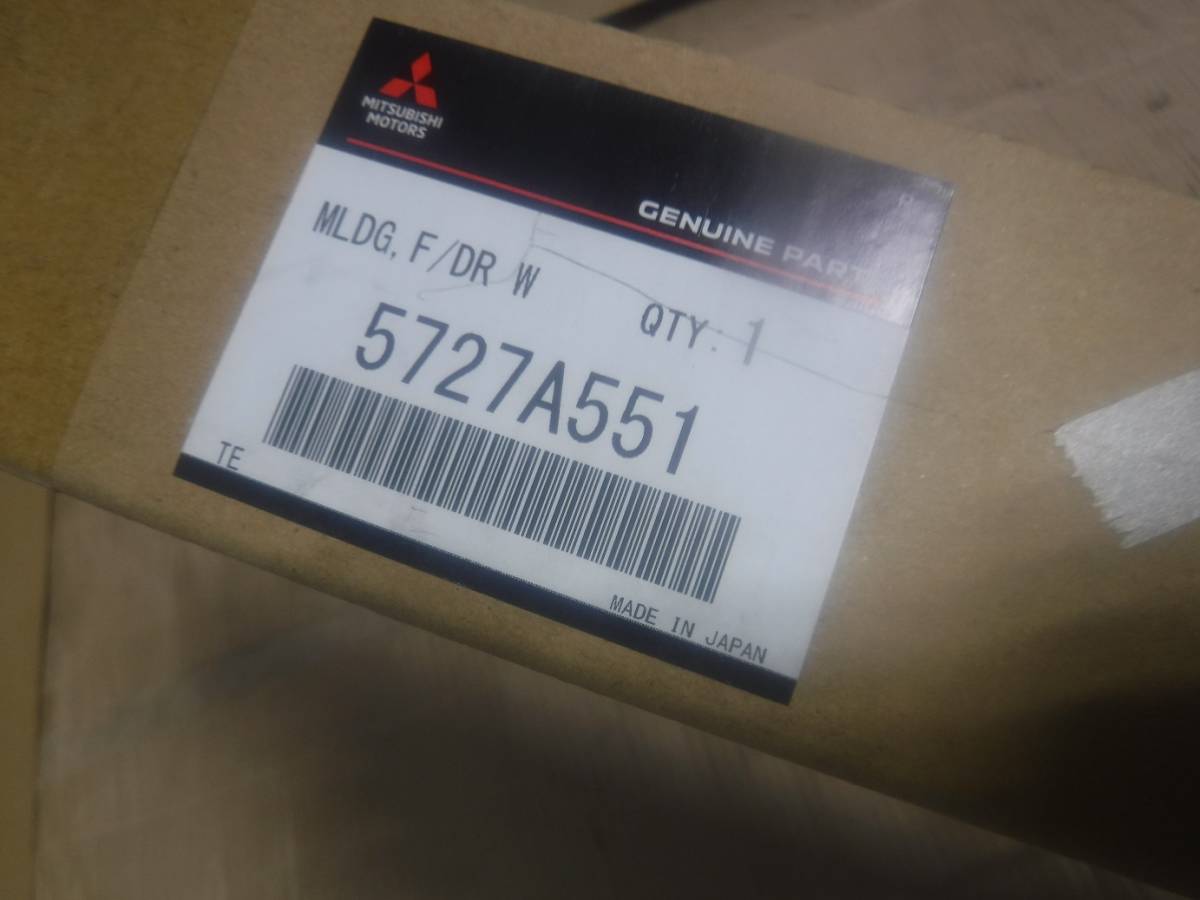 MITSUBISHI
MOTORS
GENUINE PARTS
MLDG, F/DR W
QTY: 1
5727A551
TE
MADE IN JAPAN